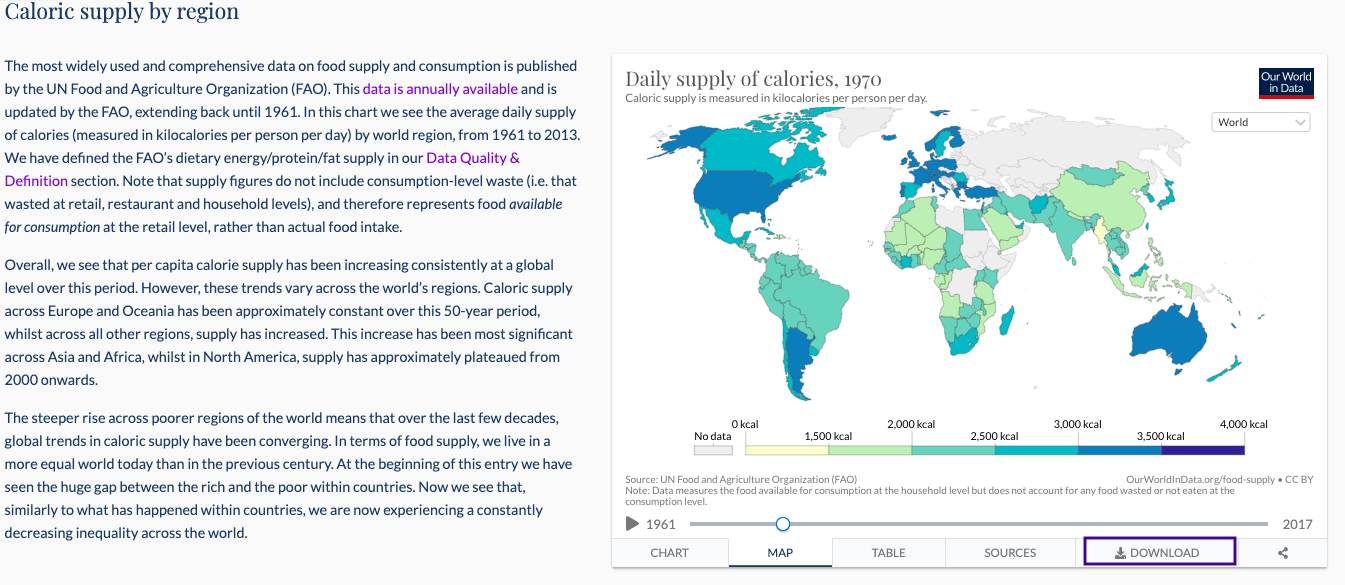 Caloric supply by region
The most widely used and comprehensive data on food supply and consumption is published
by the UN Food and Agriculture Organization (FAO). This data is annually available and is
updated by the FAO, extending back until 1961. In this chart we see the average daily supply
of calories (measured in kilocalories per person per day) by world region, from 1961 to 2013.
We have defined the FAO's dietary energy/protein/fat supply in our Data Quality &
Definition section. Note that supply figures do not include consumption-level waste (i.e. that
wasted at retail, restaurant and household levels), and therefore represents food available
for consumption at the retail level, rather than actual food intake.
Overall, we see that per capita calorie supply has been increasing consistently at a global
level over this period. However, these trends vary across the world's regions. Caloric supply
across Europe and Oceania has been approximately constant over this 50-year period,
whilst across all other regions, supply has increased. This increase has been most significant
across Asia and Africa, whilst in North America, supply has approximately plateaued from
2000 onwards.
The steeper rise across poorer regions of the world means that over the last few decades,
global trends in caloric supply have been converging. In terms of food supply, we live in a
more equal world today than in the previous century. At the beginning of this entry we have
seen the huge gap between the rich and the poor within countries. Now we see that,
similarly to what has happened within countries, we are now experiencing a constantly
decreasing inequality across the world.
Daily supply of calories, 1970
Caloric supply is measured in kilocalories per person per day.
Our World
in Data
World
0 kcal 2,000 kcal 3,000 kcal 4,000 kcal
No data 1,500 kcal 2,500 kcal 3,500 kcal
Source: UN Food and Agriculture Organization (FAO) OurWorldInData.org/food-supply • CC BY
Note: Data measures the food available for consumption at the household level but does not account for any food wasted or not eaten at the
consumption level.
1961 2017
CHART MAP TABLE SOURCES DOWNLOAD